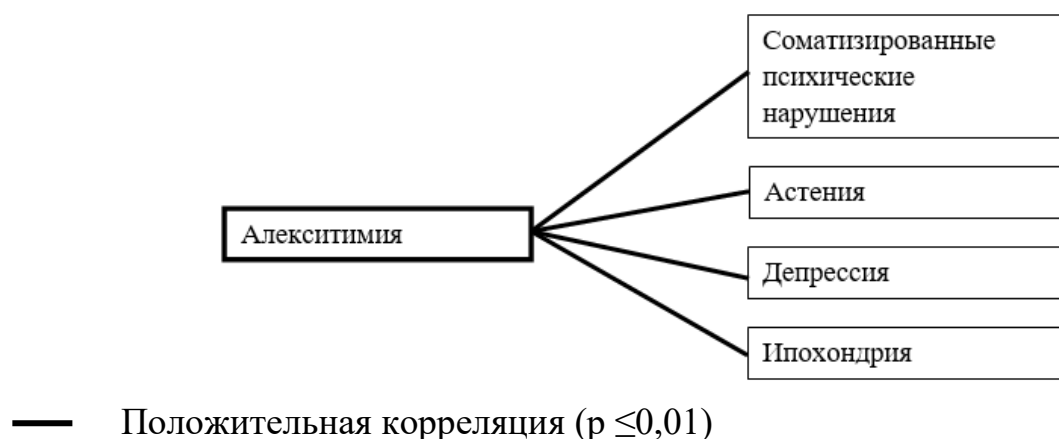 Соматизированные
психические
нарушения
Астения
Алекситимия
Депрессия
Ипохондрия
Положительная корреляция (p ≤0,01)